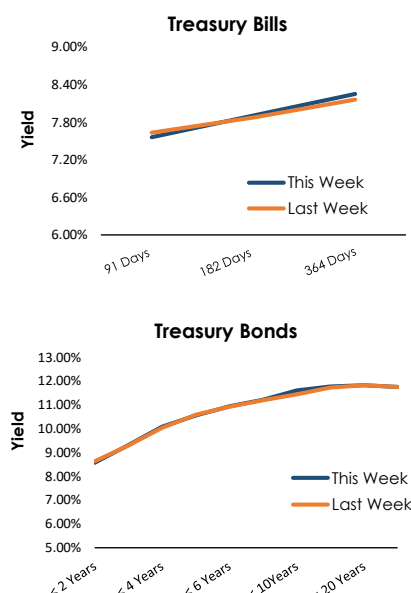 Treasury Bills
9.00%
8.40%
7.80%
7.20%
6.60%
6.00%
Yield
This Week
Last Week
91 Days
182 Days
364 Days
Treasury Bonds
13.00%
12.00%
11.00%
10.00%
9.00%
8.00%
7.00%
6.00%
5.00%
Yield
This Week
Last Week
<2 Years
<4 Years
<6 Years
10Years
20 Years